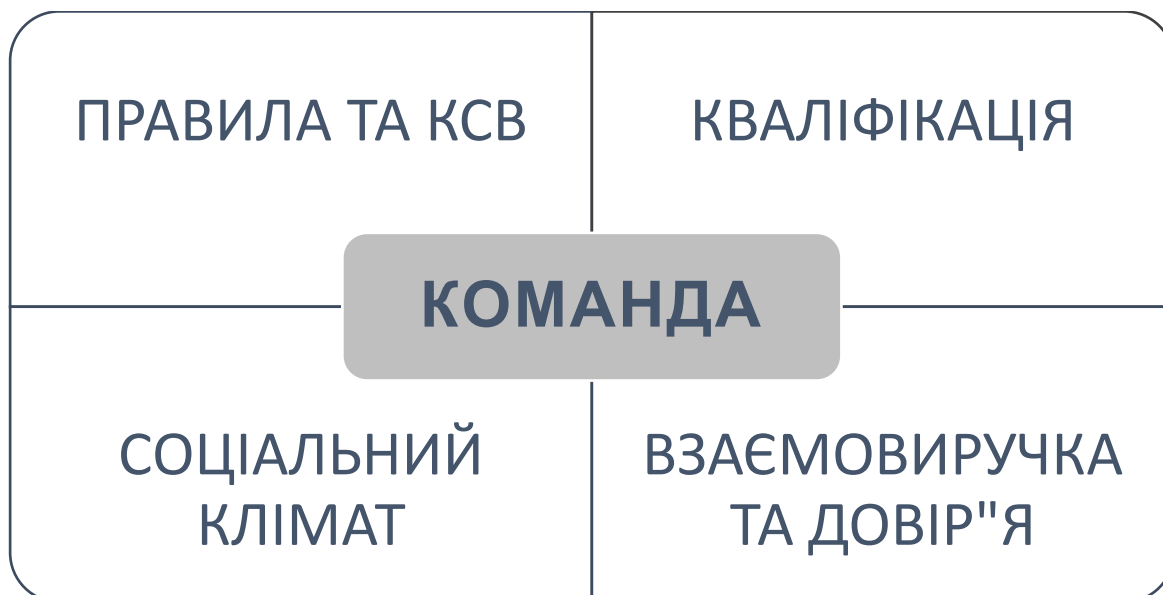 ПРАВИЛА ТА КСВ
КВАЛІФІКАЦІЯ
КОМАНДА
СОЦІАЛЬНИЙ
КЛІМАТ
ВЗАЄМОВИРУЧКА
ТА ДОВІР"Я